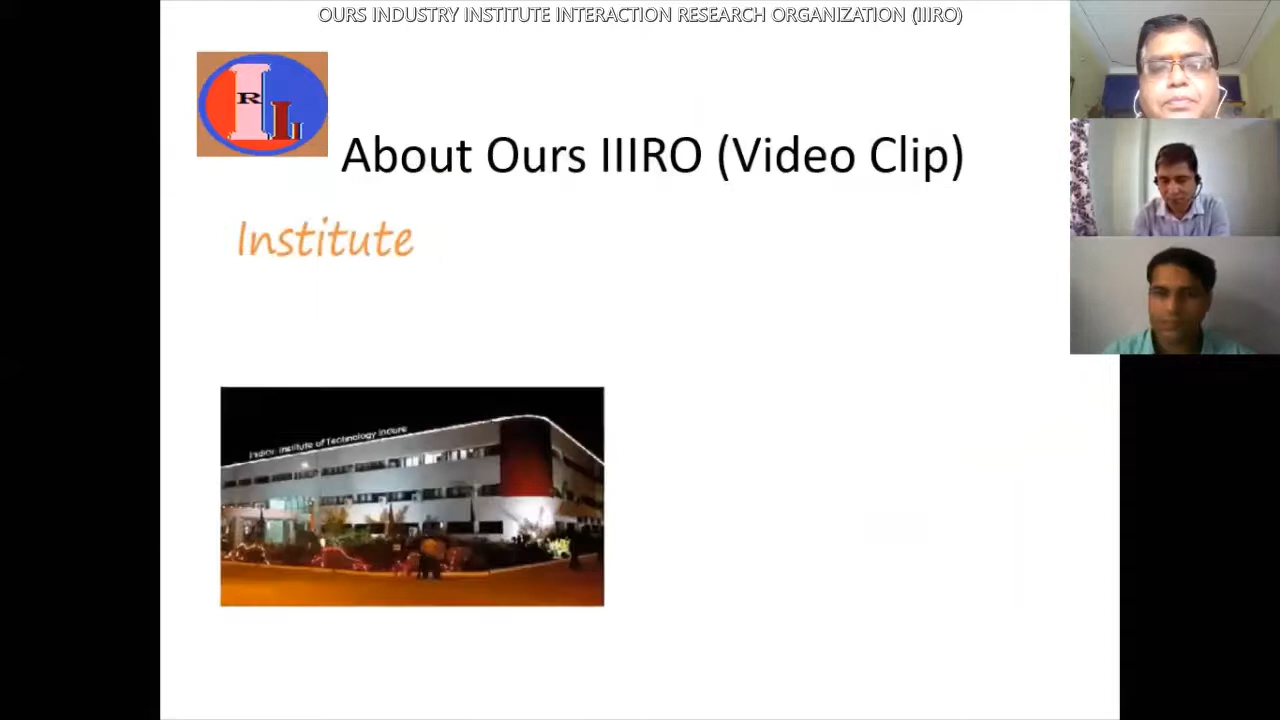 OURS INDUSTRY INSTITUTE INTERACTION RESEARCH ORGANIZATION (IIIRO)
R
I L I
About Ours IIIRO (Video Clip)
Institute
Indian Institute of Technology Indore